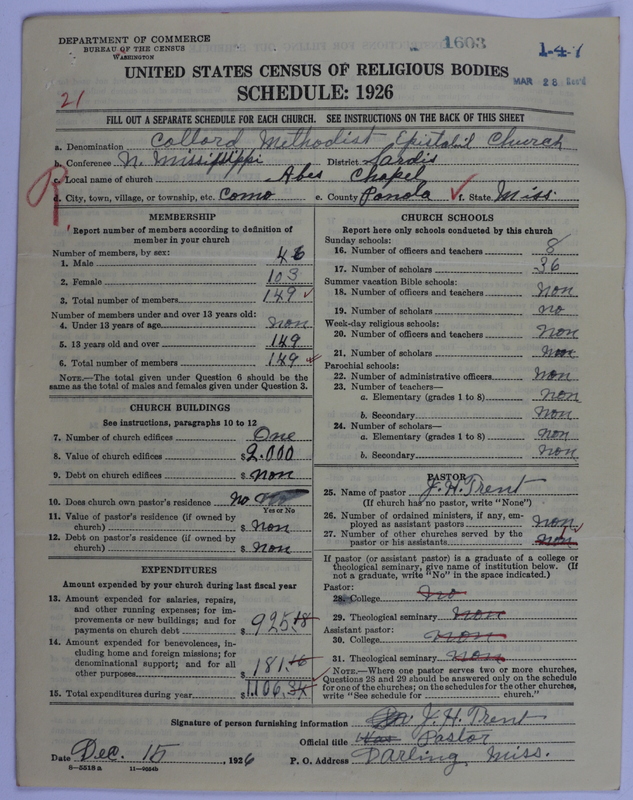 DEPARTMENT OF COMMERCE
BUREAU OF THE CENSUS
WASHINGTON
1603
1-4-7
MAR 28
UNITED STATES CENSUS OF RELIGIOUS BODIES
SCHEDULE: 1926
21
FILL OUT A SEPARATE SCHEDULE FOR EACH CHURCH. SEE INSTRUCTIONS ON THE BACK OF THIS SHEET
a. Denomination Collord Methodist Church
b. Conference N. Mississippi District Sardis
c. Local name of church Abes Chapel
d. City, town, village, or township, etc. Como e. County Panola f. State Miss.
MEMBERSHIP
Report number of members according to definition of member in your church
Number of members, by sex:
1. Male 46
2. Female 103
3. Total number of members 149
Number of members under and over 13 years old:
4. Under 13 years of age non
5. 13 years old and over 149
6. Total number of members 149
NOTE.—The total given under Question 6 should be the
same as the total of males and females given under Question 3.
CHURCH BUILDINGS
See instructions, paragraphs 10 to 12
7. Number of church edifices One
8. Value of church edifices $2.000
9. Debt on church edifices $ non
10. Does church own pastor's residence no
Yes or No
11. Value of pastor's residence (if owned by
church) $ non
12. Debt on pastor's residence (if owned by
church) $ non
EXPENDITURES
Amount expended by your church during last fiscal year
13. Amount expended for salaries, repairs,
and other running expenses; for im-
provements or new buildings; and for
payments on church debt $ 925.18
14. Amount expended for benevolences, in-
cluding home and foreign missions; for
denominational support; and for all
other purposes $ 181.16
15. Total expenditures during year $1.106.34
CHURCH SCHOOLS
Report here only schools conducted by this church
Sunday schools:
16. Number of officers and teachers 8
17. Number of scholars 36
Summer vacation Bible schools:
18. Number of officers and teachers non
19. Number of scholars no
Week-day religious schools:
20. Number of officers and teachers non
21. Number of scholars non
Parochial schools:
22. Number of administrative officers non
23. Number of teachers—
a. Elementary (grades 1 to 8) non
b. Secondary non
24. Number of scholars—
a. Elementary (grades 1 to 8) non
b. Secondary non
PASTOR
25. Name of pastor J. H. Trent
(If church has no pastor, write "None")
26. Number of ordained ministers, if any, em-
ployed as assistant pastors non
27. Number of other churches served by the
pastor or his assistants
If pastor (or assistant pastor) is a graduate of a college or
theological seminary, give name of institution below. (If
not a graduate, write "No" in the space indicated.)
Pastor:
28. College no
29. Theological seminary non
Assistant pastor:
30. College non
31. Theological seminary non
NOTE.—Where one pastor serves two or more churches,
Questions 28 and 29 should be answered only on the schedule
for one of the churches; on the schedules for the other churches,
write "See schedule for church."
Signature of person furnishing information J. H. Trent
Official title Pastor
Date Dec. 15, 1926 P. O. Address Darling, Miss.
8—5518 a